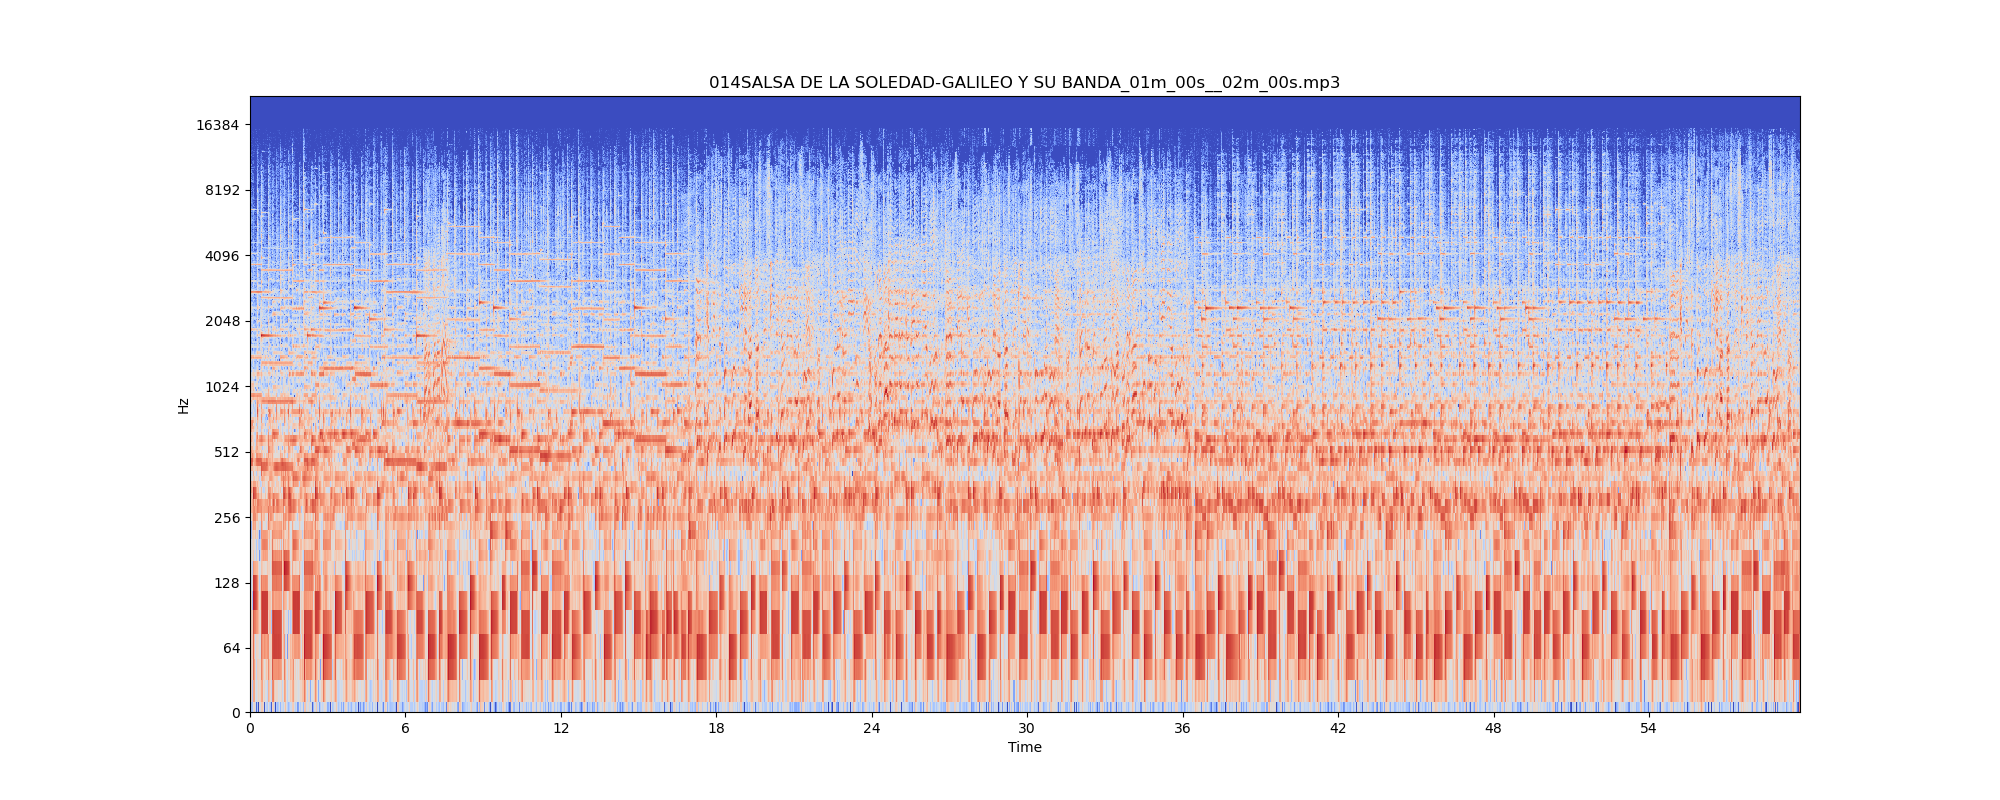 014SALSA DE LA SOLEDAD-GALILEO Y SU BANDA_01m_00s__02m_00s.mp3
16384
8192
4096
2048
1024
512
256
128
64
0
Hz
0 6 12 18 24 30 36 42 48 54
Time